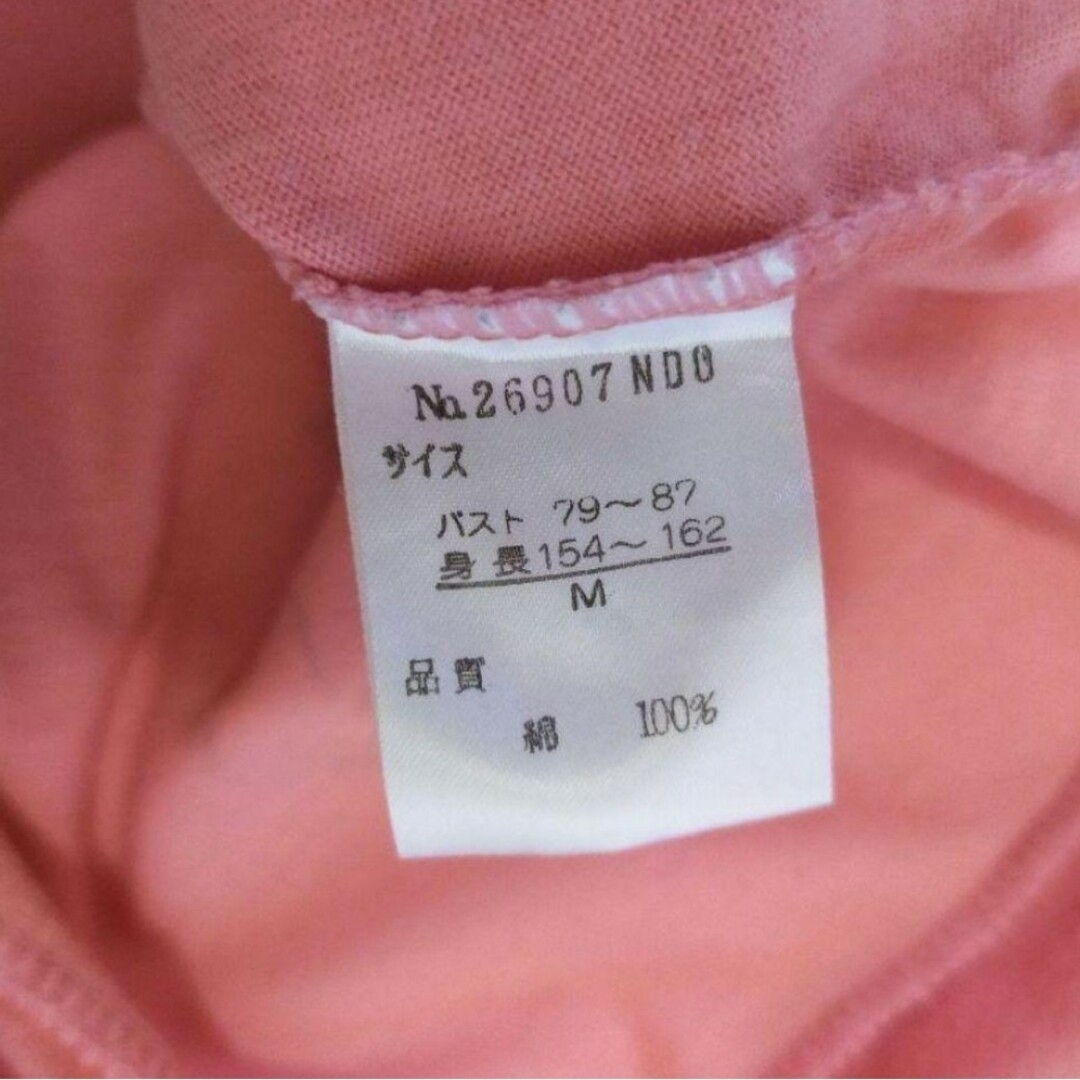 No.26907 ND0
サイズ
バスト 79～87
身長154～162
M
品質
綿 100%